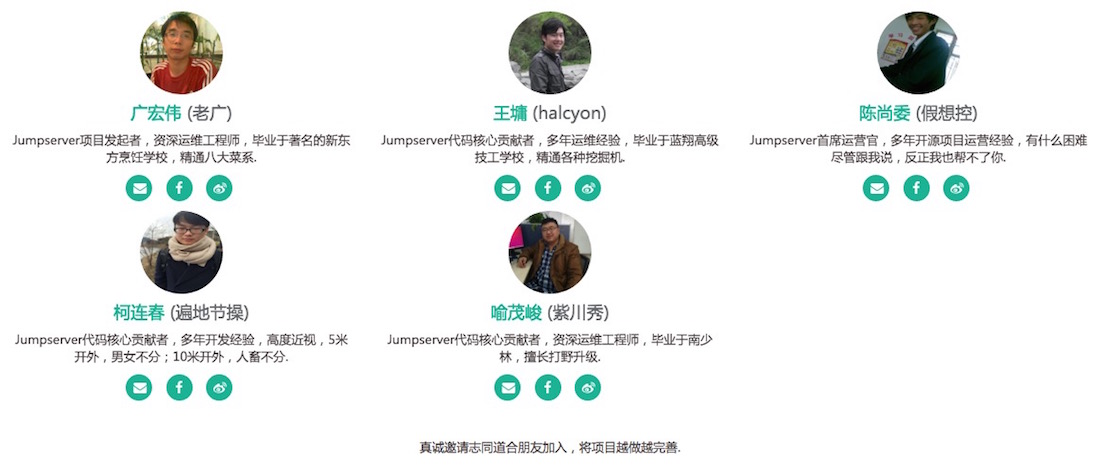 广宏伟 (老广)
Jumpserver项目发起者，资深运维工程师，毕业于著名的新东
方烹饪学校，精通八大菜系.
王墉 (halcyon)
Jumpserver代码核心贡献者，多年运维经验，毕业于蓝翔高级
技工学校，精通各种挖掘机.
陈尚委 (假想控)
Jumpserver首席运营官，多年开源项目运营经验，有什么困难
尽管跟我说，反正我也帮不了你.
柯连春 (遍地节操)
Jumpserver代码核心贡献者，多年开发经验，高度近视，5米
开外，男女不分；10米开外，人畜不分.
喻茂峻 (紫川秀)
Jumpserver代码核心贡献者，资深运维工程师，毕业于南少
林，擅长打野升级.
真诚邀请志同道合朋友加入，将项目越做越完善.